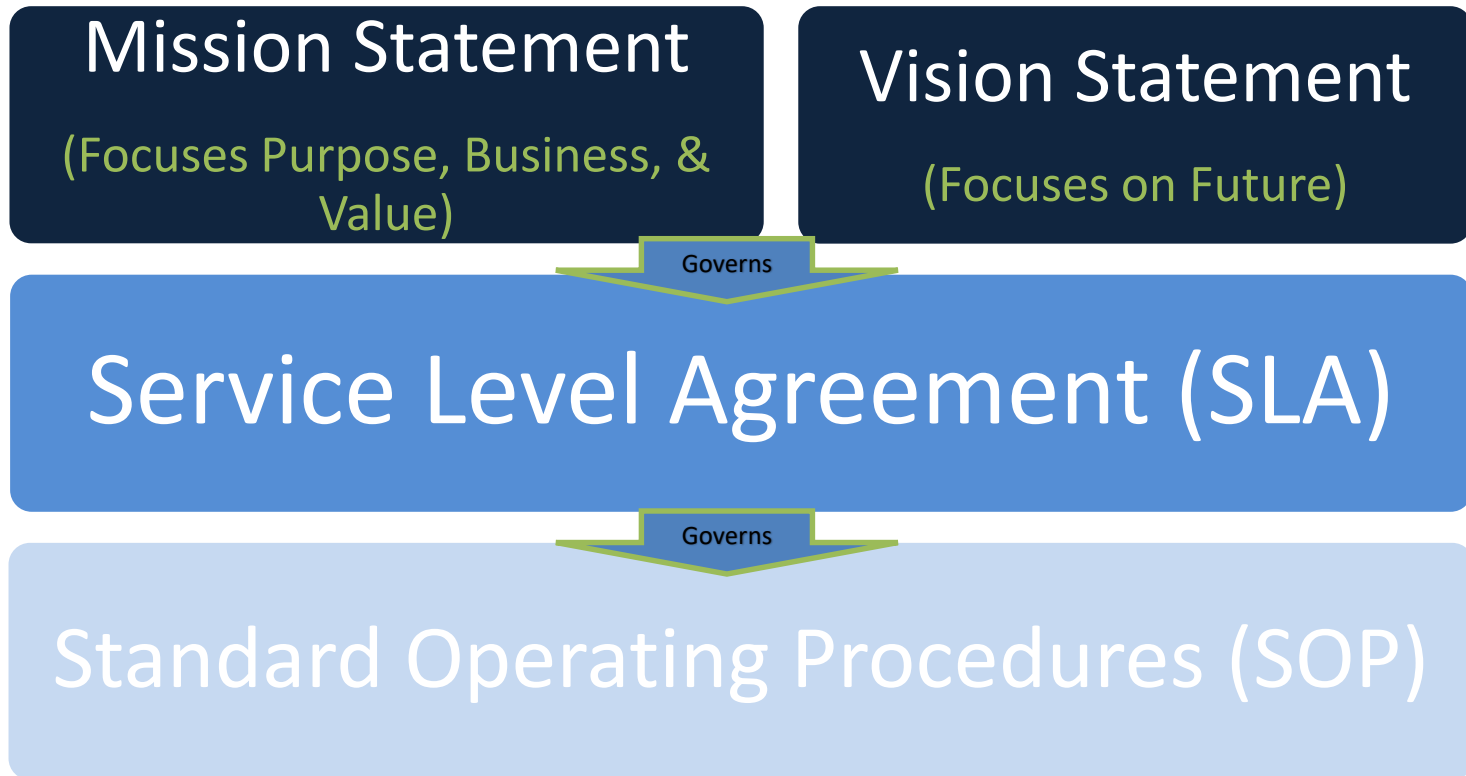 Mission Statement
(Focuses Purpose, Business, &
Value)
Vision Statement
(Focuses on Future)
Governs
Service Level Agreement (SLA)
Governs
Standard Operating Procedures (SOP)